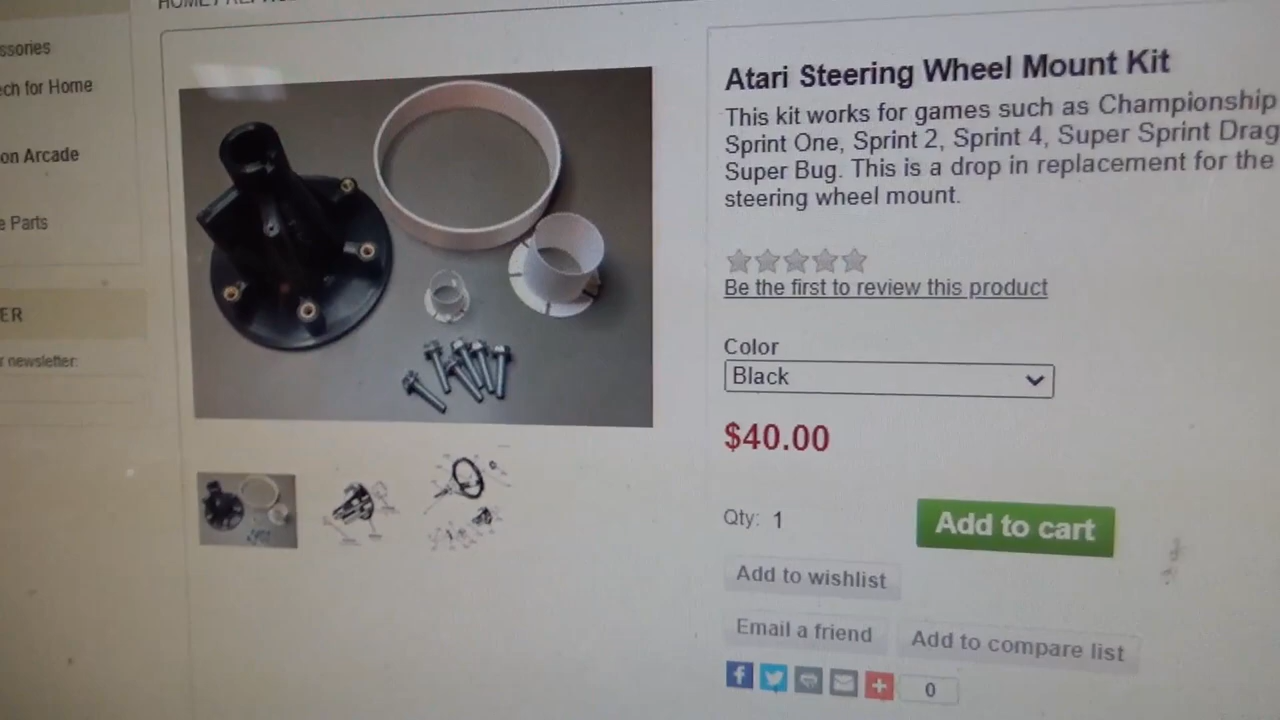 ssories
ech for Home
on Arcade
e Parts
ER
r newsletter:
Atari Steering Wheel Mount Kit
This kit works for games such as Championship
Sprint One, Sprint 2, Sprint 4, Super Sprint Drag
Super Bug. This is a drop in replacement for the
steering wheel mount.
Be the first to review this product
Color
Black
$40.00
Qty: 1
Add to cart
Add to wishlist
Email a friend
Add to compare list
0